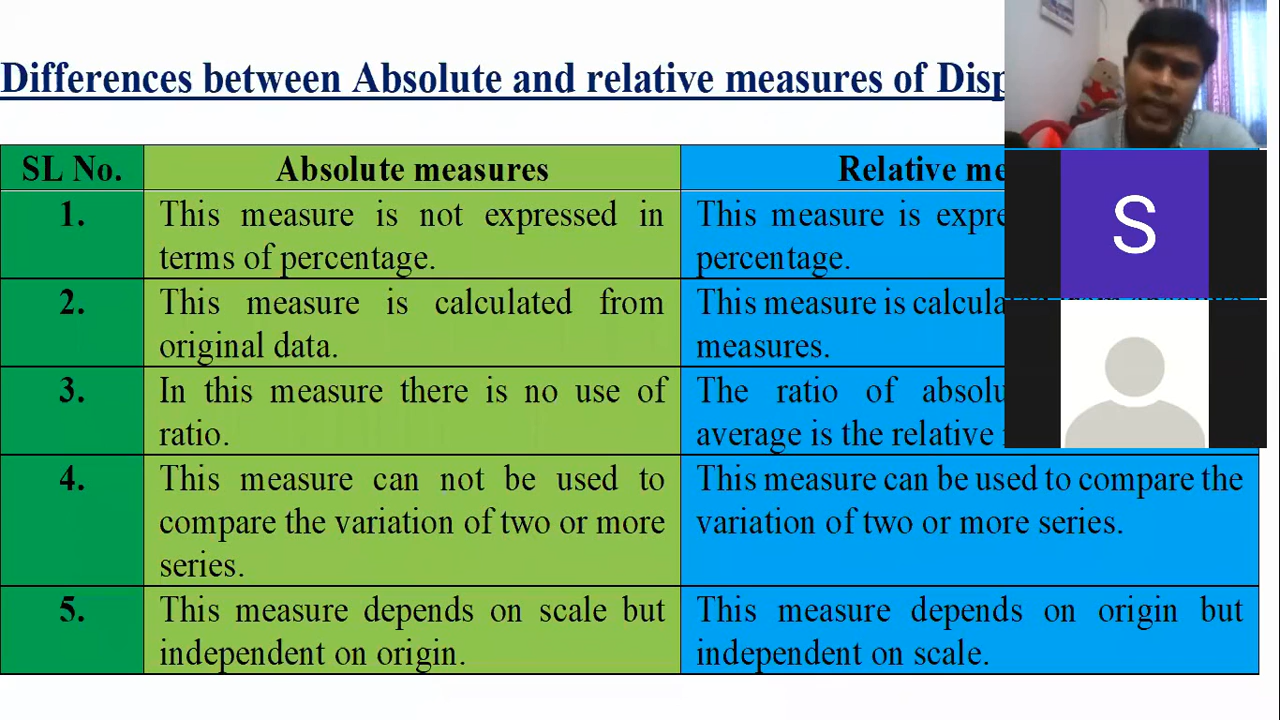 Differences between Absolute and relative measures of
SL No. Absolute measures Relative
1. This measure is not expressed in This measure is
terms of percentage. percentage.
2. This measure is calculated from This measure is
original data. measures.
3. In this measure there is no use of The ratio of
ratio. average is the relative
4. This measure can not be used to This measure can be used to compare the
compare the variation of two or more variation of two or more series.
series.
5. This measure depends on scale but This measure depends on origin but
independent on origin. independent on scale.
S